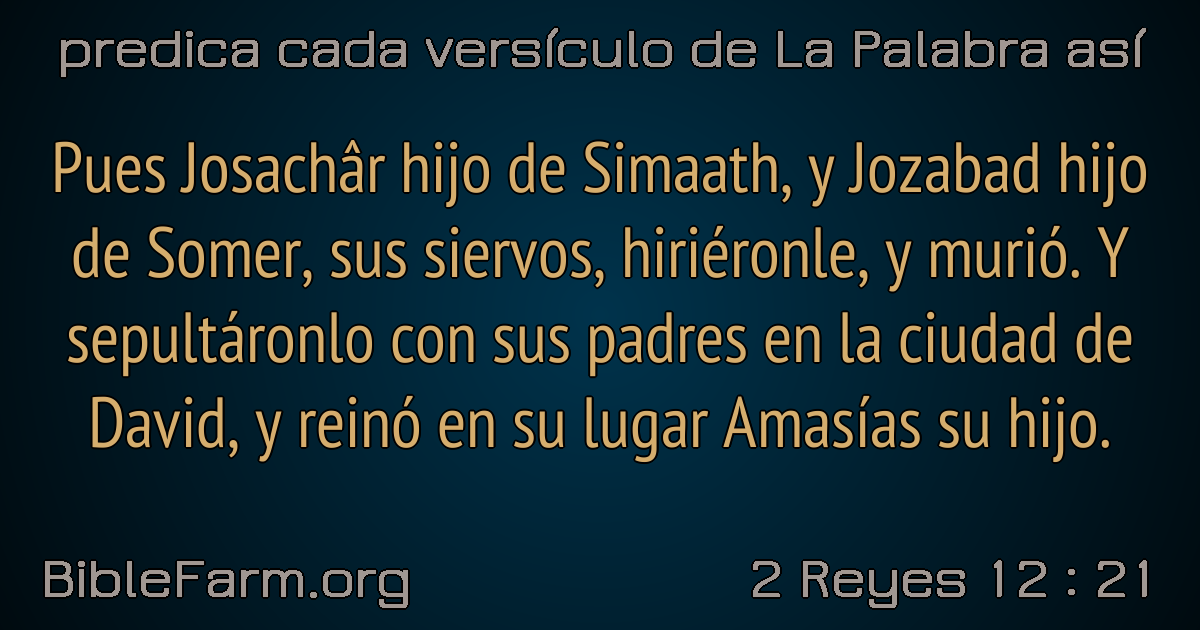 predica cada versículo de La Palabra así
Pues Josachâr hijo de Simaath, y Jozabad hijo
de Somer, sus siervos, hiriéronle, y murió. Y
sepultáronlo con sus padres en la ciudad de
David, y reinó en su lugar Amasías su hijo.
BibleFarm.org
2 Reyes 12 : 21